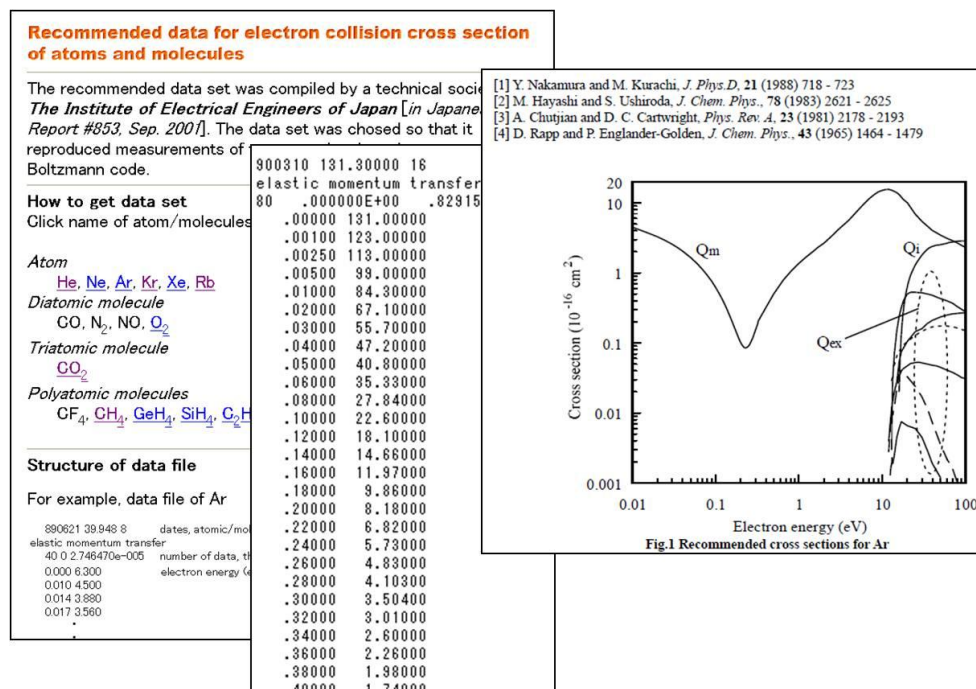 Recommended data for electron collision cross section
of atoms and molecules
The recommended data set was compiled by a technical
The Institute of Electrical Engineers of Japan [in
Report #853, Sep. 2001]. The data set was chosed so that it
reproduced measurements of
Boltzmann code.
How to get data set
Click name of atom/molecules
Atom
He, Ne, Ar, Kr, Xe, Rb
Diatomic molecule
CO, N2, NO, O2
Triatomic molecule
CO2
Polyatomic molecules
CF4, CH4, GeH4, SiH4,
Structure of data file
For example, data file of Ar
890621 39.948 8 dates,
elastic momentum transfer
40 0 2.746470e-005 number of data,
0.000 6.300 electron energy
0.010 4.500
0.014 3.880
0.017 3.560
900310 131.30000 16
elastic momentum transfer
80 .000000E+00 .82915
.00000 131.00000
.00100 123.00000
.00250 113.00000
.00500 99.00000
.01000 84.30000
.02000 67.10000
.03000 55.70000
.04000 47.20000
.05000 40.80000
.06000 35.33000
.08000 27.84000
.10000 22.60000
.12000 18.10000
.14000 14.66000
.16000 11.97000
.18000 9.86000
.20000 8.18000
.22000 6.82000
.24000 5.73000
.26000 4.83000
.28000 4.10300
.30000 3.50400
.32000 3.01000
.34000 2.60000
.36000 2.26000
.38000 1.98000
.40000 1.74000
[1] Y. Nakamura and M. Kurachi, J. Phys.D, 21 (1988) 718 - 723
[2] M. Hayashi and S. Ushiroda, J. Chem. Phys., 78 (1983) 2621 - 2625
[3] A. Chutjian and D. C. Cartwright, Phys. Rev. A, 23 (1981) 2178 - 2193
[4] D. Rapp and P. Englander-Golden, J. Chem. Phys., 43 (1965) 1464 - 1479
20
10
1
0.1
0.01
0.001
Cross section (10-16 cm2)
Qm
Qi
Qex
0.01 0.1 1 10 100
Electron energy (eV)
Fig.1 Recommended cross sections for Ar